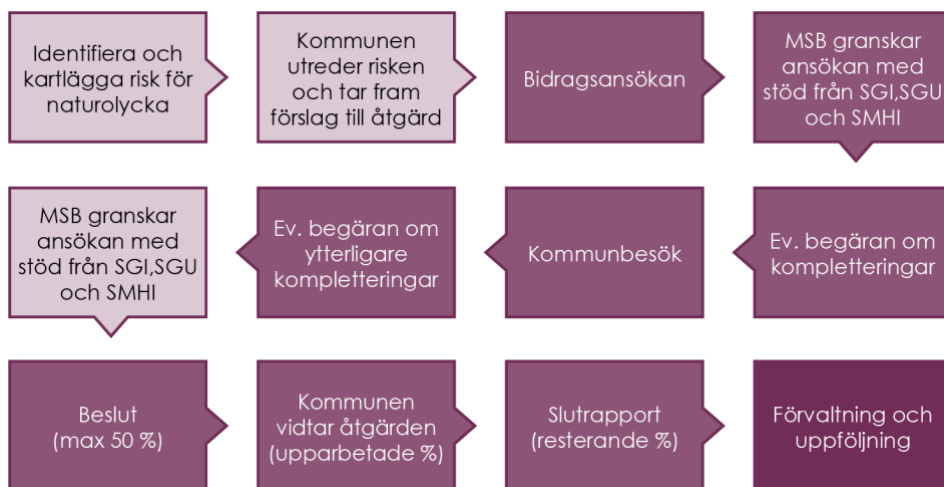 Identifiera och
kartlägga risk för
naturolycka
Kommunen
utreder risken
och tar fram
förslag till åtgärd
Bidragsansökan
MSB granskar
ansökan med
stöd från SGI,SGU
och SMHI
MSB granskar
ansökan med
stöd från SGI,SGU
och SMHI
Ev. begäran om
ytterligare
kompletteringar
Kommunbesök
Ev. begäran om
kompletteringar
Beslut
(max 50 %)
Kommunen
vidtar åtgärden
(upparbetade %)
Slutrapport
(resterande %)
Förvaltning och
uppföljning